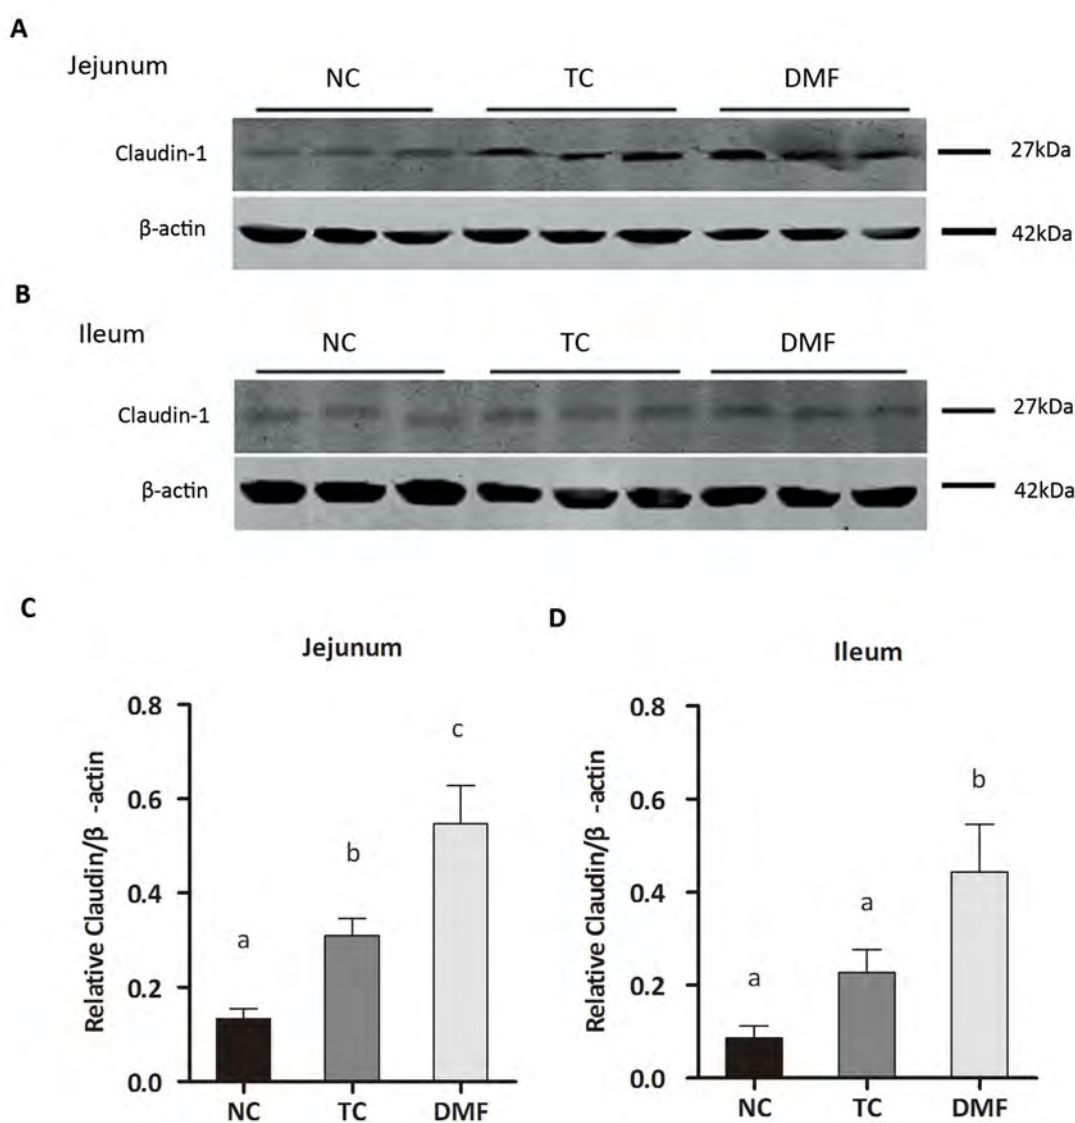 A
Jejunum
NC TC DMF
Claudin-1 27kDa
β-actin 42kDa
B
Ileum
NC TC DMF
Claudin-1 27kDa
β-actin 42kDa
C
Jejunum
Relative Claudin/β -actin
0.8
0.6
0.4
0.2
0.0
a
b
c
NC TC DMF
D
Ileum
Relative Claudin/β -actin
0.8
0.6
0.4
0.2
0.0
a
a
b
NC TC DMF